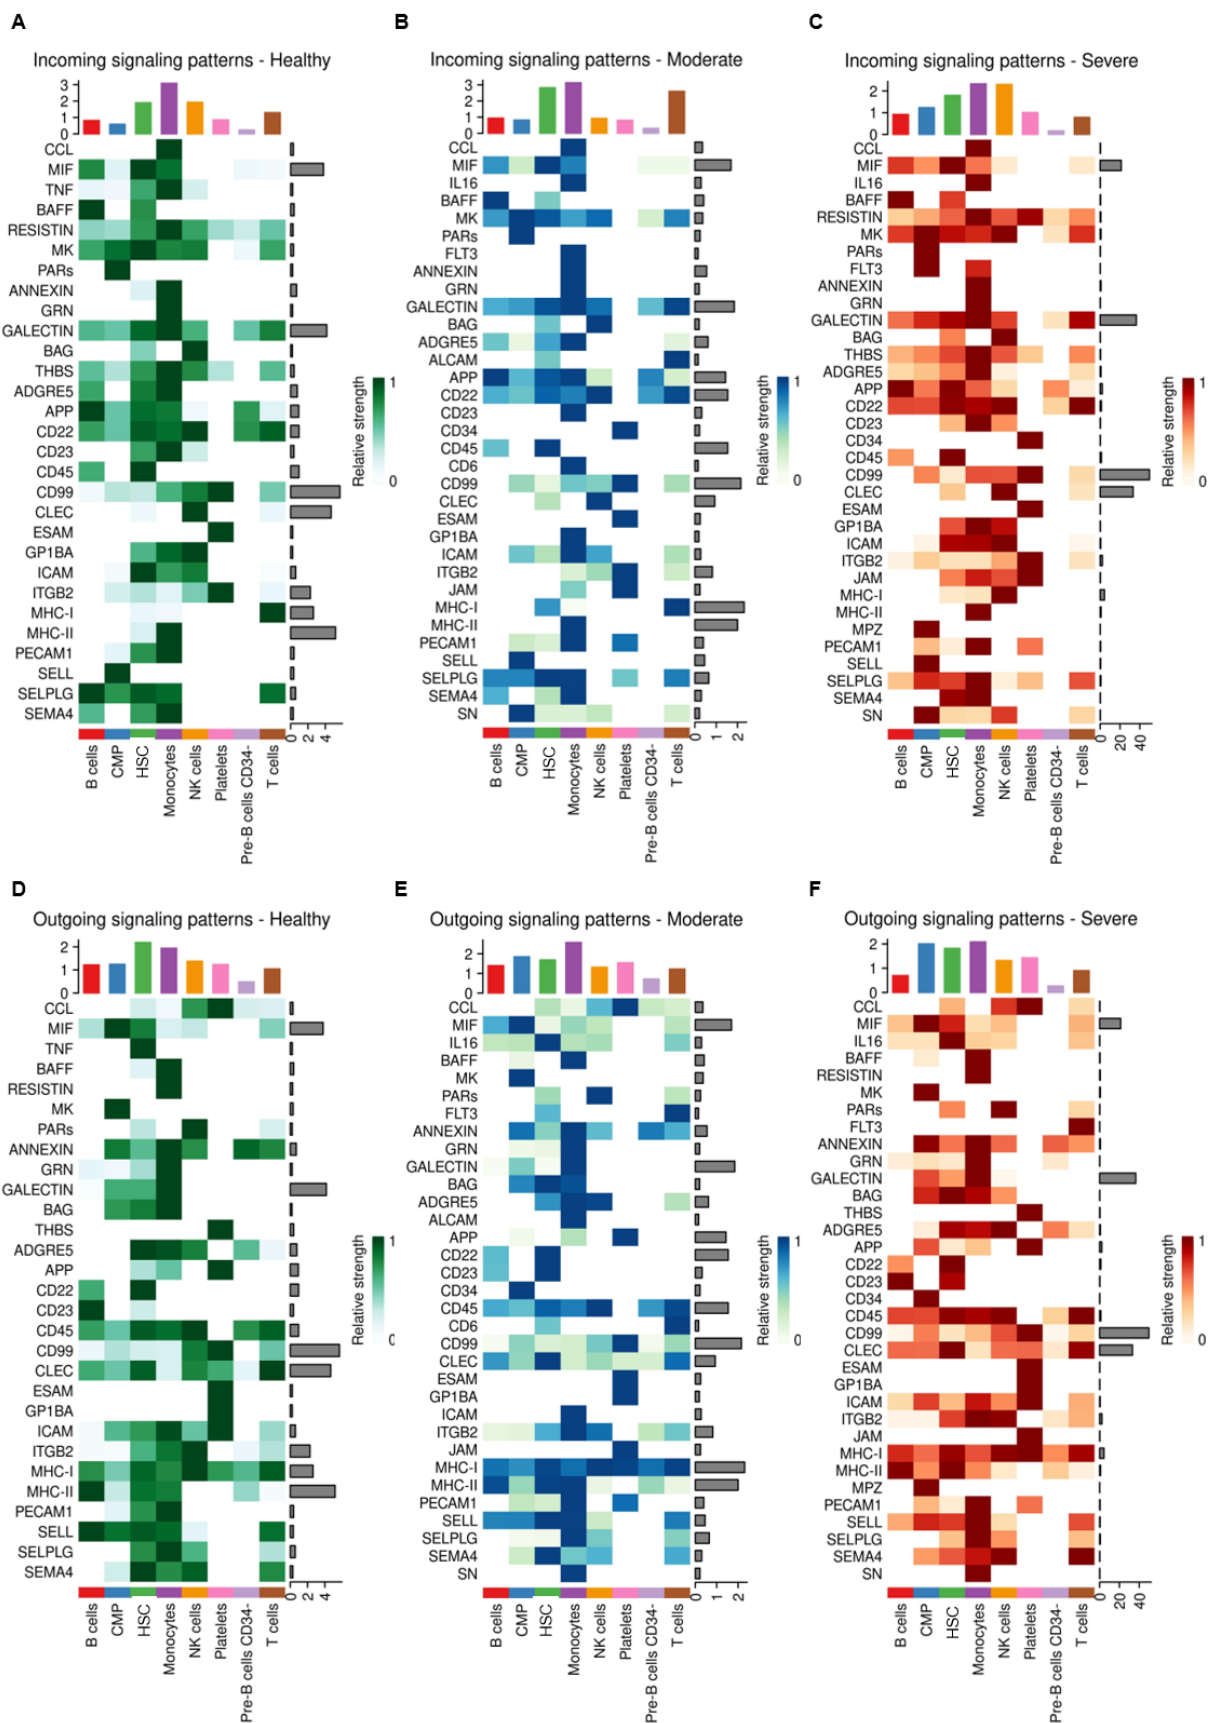 A
B
C
Incoming signaling patterns - Healthy
Incoming signaling patterns - Moderate
Incoming signaling patterns - Severe
3
2
1
0
CCL
MIF
TNF
BAFF
RESISTIN
MK
PARs
ANNEXIN
GRN
GALECTIN
BAG
THBS
ADGRE5
APP
CD22
CD23
CD45
CD99
CLEC
ESAM
GP1BA
ICAM
ITGB2
MHC-I
MHC-II
PECAM1
SELL
SELPLG
SEMA4
B cells
CMP
HSC
Monocytes
NK cells
Platelets
Pre-B cells CD34-
T cells
0
2
4
Relative strength
1
0
3
2
1
0
CCL
MIF
IL16
BAFF
MK
PARs
FLT3
ANNEXIN
GRN
GALECTIN
BAG
ADGRE5
ALCAM
APP
CD22
CD23
CD34
CD45
CD6
CD99
CLEC
ESAM
GP1BA
ICAM
ITGB2
JAM
MHC-I
MHC-II
PECAM1
SELL
SELPLG
SEMA4
SN
B cells
CMP
HSC
Monocytes
NK cells
Platelets
Pre-B cells CD34-
T cells
0
1
2
Relative strength
1
0
2
1
0
CCL
MIF
IL16
BAFF
RESISTIN
MK
PARs
FLT3
ANNEXIN
GRN
GALECTIN
BAG
THBS
ADGRE5
APP
CD22
CD23
CD34
CD45
CD99
CLEC
ESAM
GP1BA
ICAM
ITGB2
JAM
MHC-I
MHC-II
MPZ
PECAM1
SELL
SELPLG
SEMA4
SN
B cells
CMP
HSC
Monocytes
NK cells
Platelets
Pre-B cells CD34-
T cells
0
20
40
Relative strength
1
0
D
E
F
Outgoing signaling patterns - Healthy
Outgoing signaling patterns - Moderate
Outgoing signaling patterns - Severe
2
1
0
CCL
MIF
TNF
BAFF
RESISTIN
MK
PARs
ANNEXIN
GRN
GALECTIN
BAG
THBS
ADGRE5
APP
CD22
CD23
CD45
CD99
CLEC
ESAM
GP1BA
ICAM
ITGB2
MHC-I
MHC-II
PECAM1
SELL
SELPLG
SEMA4
B cells
CMP
HSC
Monocytes
NK cells
Platelets
Pre-B cells CD34-
T cells
0
2
4
Relative strength
1
2
1
0
CCL
MIF
IL16
BAFF
MK
PARs
FLT3
ANNEXIN
GRN
GALECTIN
BAG
ADGRE5
ALCAM
APP
CD22
CD23
CD34
CD45
CD6
CD99
CLEC
ESAM
GP1BA
ICAM
ITGB2
JAM
MHC-I
MHC-II
PECAM1
SELL
SELPLG
SEMA4
SN
B cells
CMP
HSC
Monocytes
NK cells
Platelets
Pre-B cells CD34-
T cells
0
1
2
Relative strength
1
0
2
1
0
CCL
MIF
IL16
BAFF
RESISTIN
MK
PARs
FLT3
ANNEXIN
GRN
GALECTIN
BAG
THBS
ADGRE5
APP
CD22
CD23
CD34
CD45
CD99
CLEC
ESAM
GP1BA
ICAM
ITGB2
JAM
MHC-I
MHC-II
MPZ
PECAM1
SELL
SELPLG
SEMA4
SN
B cells
CMP
HSC
Monocytes
NK cells
Platelets
Pre-B cells CD34-
T cells
0
20
40
Relative strength
1
0